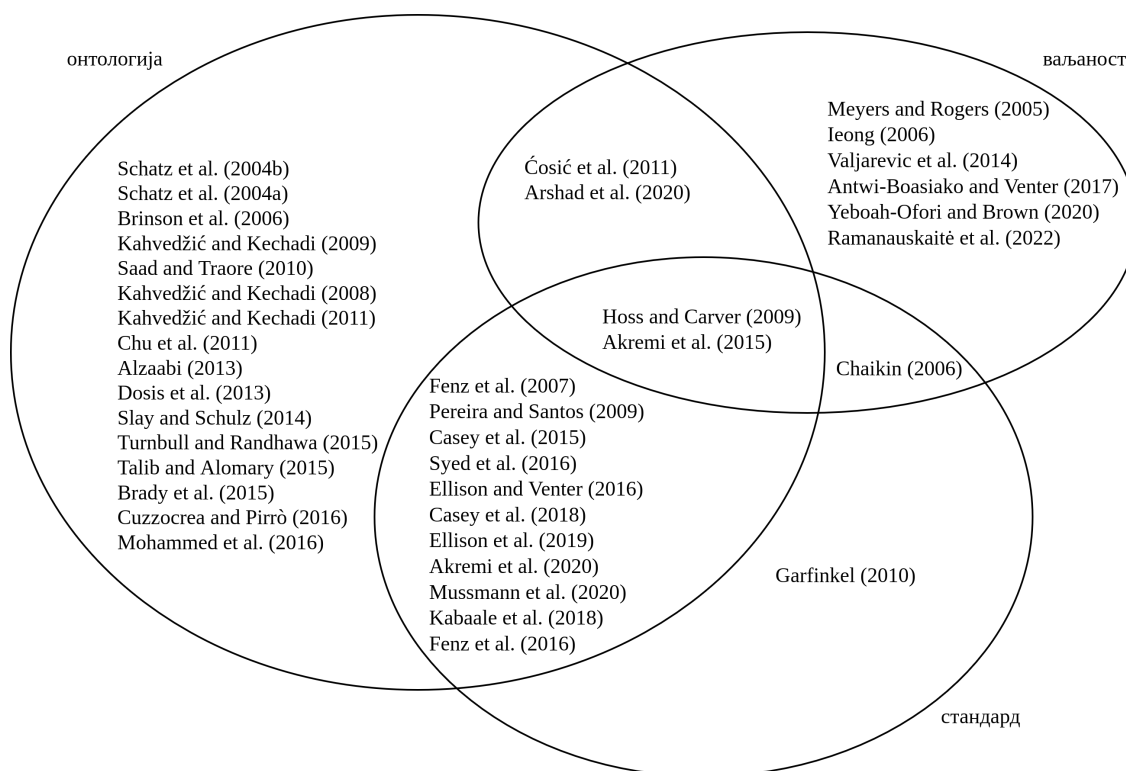 онтологија
ваљаност
Meyers and Rogers (2005)
Ieong (2006)
Valjarevic et al. (2014)
Antwi-Boasiako and Venter (2017)
Yeboah-Ofori and Brown (2020)
Ramanauskaitė et al. (2022)
Ćosić et al. (2011)
Arshad et al. (2020)
Schatz et al. (2004b)
Schatz et al. (2004a)
Brinson et al. (2006)
Kahvedžić and Kechadi (2009)
Saad and Traore (2010)
Kahvedžić and Kechadi (2008)
Kahvedžić and Kechadi (2011)
Chu et al. (2011)
Alzaabi (2013)
Dosis et al. (2013)
Slay and Schulz (2014)
Turnbull and Randhawa (2015)
Talib and Alomary (2015)
Brady et al. (2015)
Cuzzocrea and Pirrò (2016)
Mohammed et al. (2016)
Hoss and Carver (2009)
Akremi et al. (2015)
Chaikin (2006)
Fenz et al. (2007)
Pereira and Santos (2009)
Casey et al. (2015)
Syed et al. (2016)
Ellison and Venter (2016)
Casey et al. (2018)
Ellison et al. (2019)
Akremi et al. (2020)
Mussmann et al. (2020)
Kabaale et al. (2018)
Fenz et al. (2016)
Garfinkel (2010)
стандард